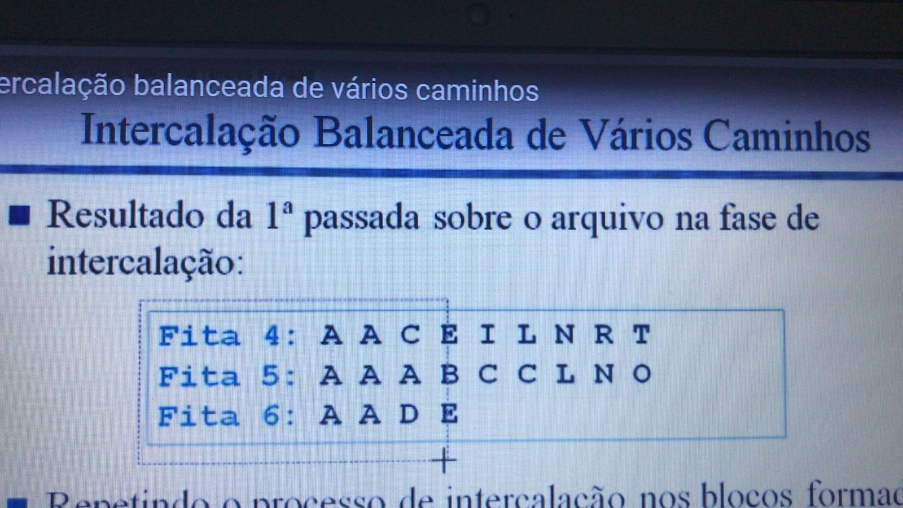 ercalação balanceada de vários caminhos
Intercalação Balanceada de Vários Caminhos
Resultado da 1ª passada sobre o arquivo na fase de
intercalação:
Fita 4: A A C E I L N R T
Fita 5: A A A B C C L N O
Fita 6: A A D E
Repetindo o processo de intercalação nos blocos formad